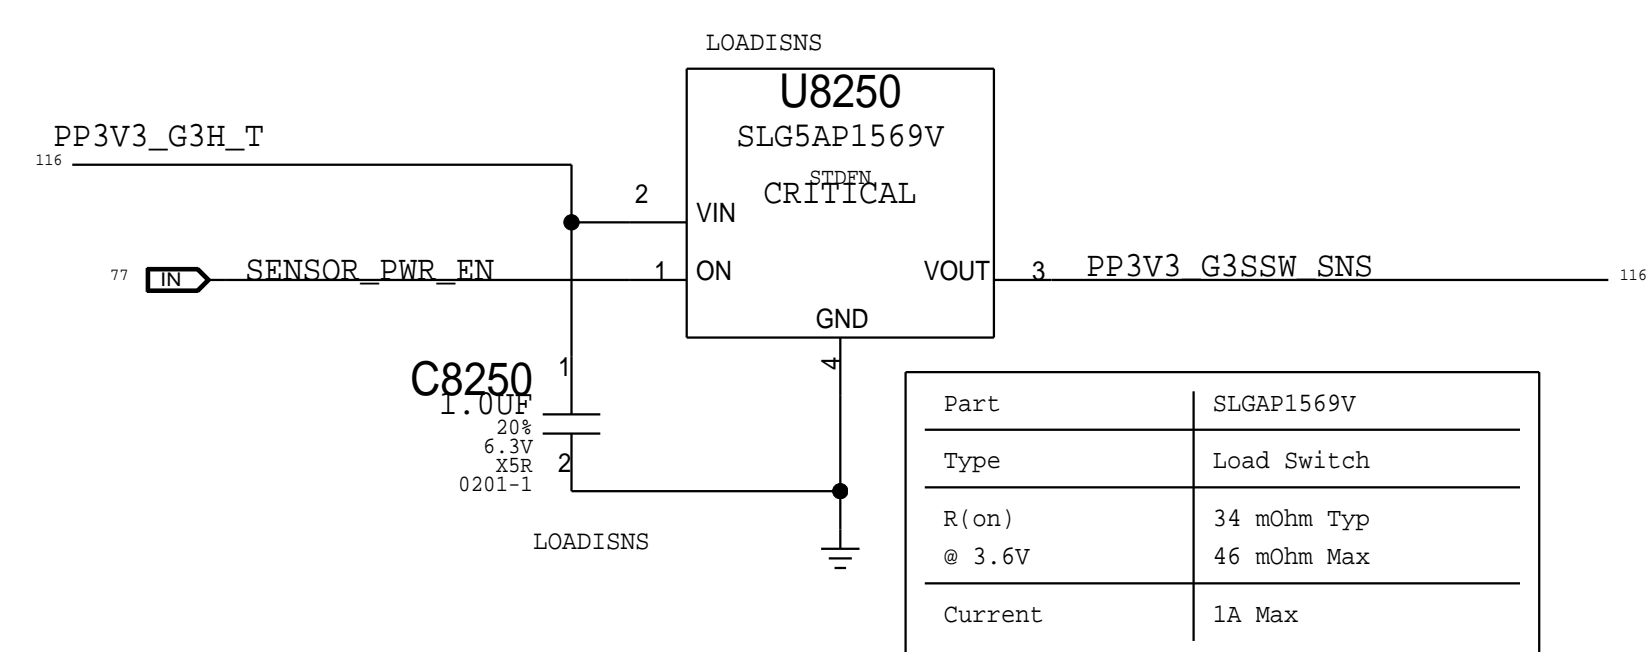 LOADISNS
U8250
SLG5AP1569V
STDFN
CRITICAL
PP3V3_G3H_T
116
2
VIN
77 IN SENSOR_PWR_EN 1 ON
VOUT 3 PP3V3_G3SSW_SNS 116
GND
4
C8250 1
1.0UF
20%
6.3V
X5R 2
0201-1
LOADISNS
Part SLGAP1569V
Type Load Switch
R(on) 34 mOhm Typ
@ 3.6V 46 mOhm Max
Current 1A Max